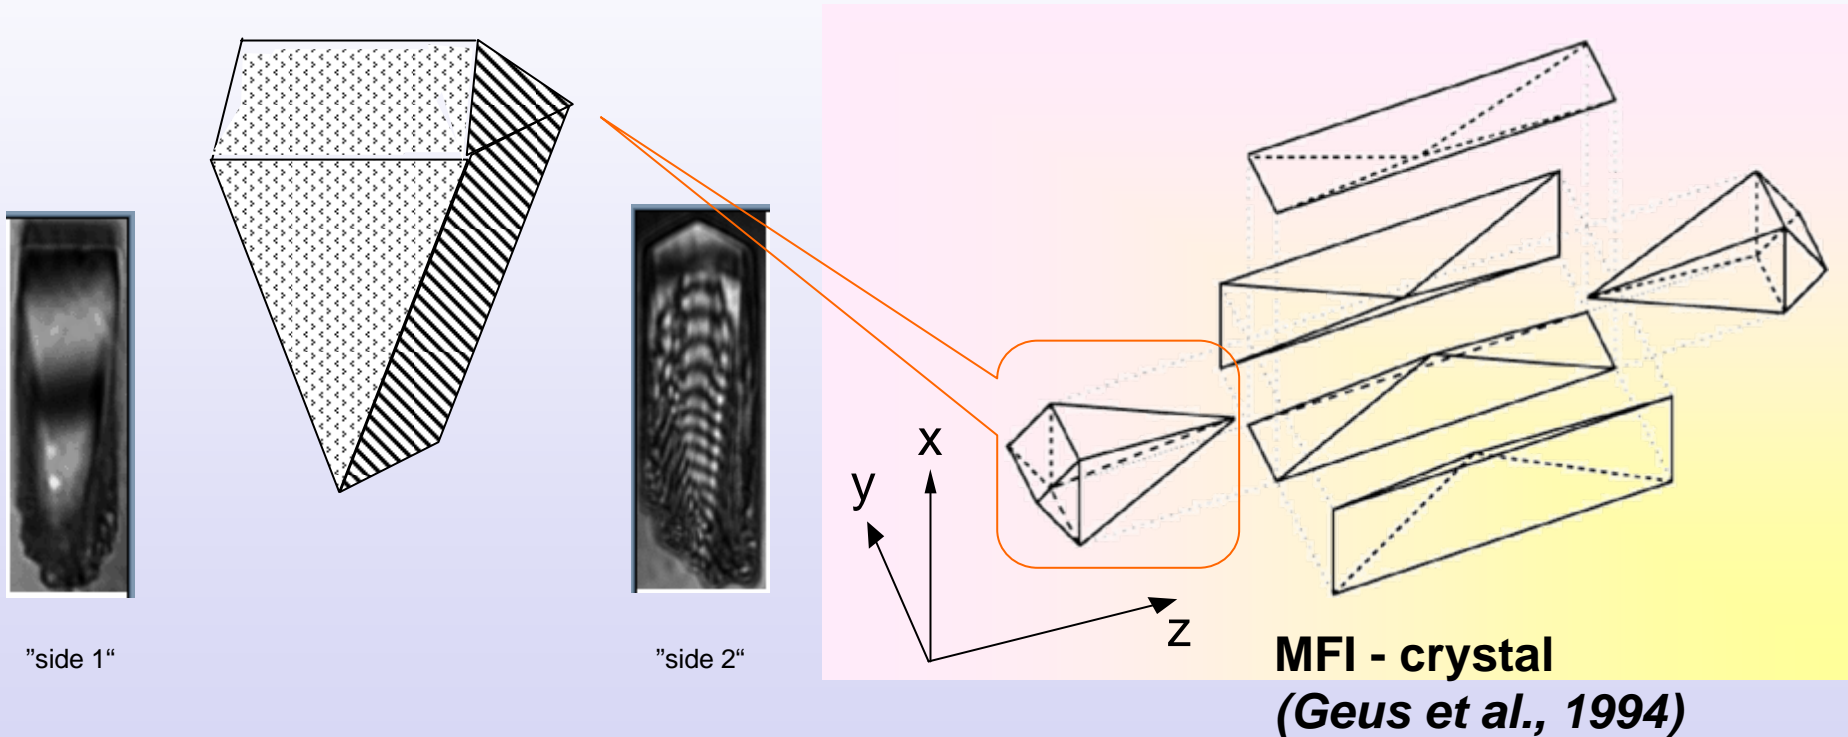 x
y
z
”side 1“
”side 2“
MFI - crystal
(Geus et al., 1994)